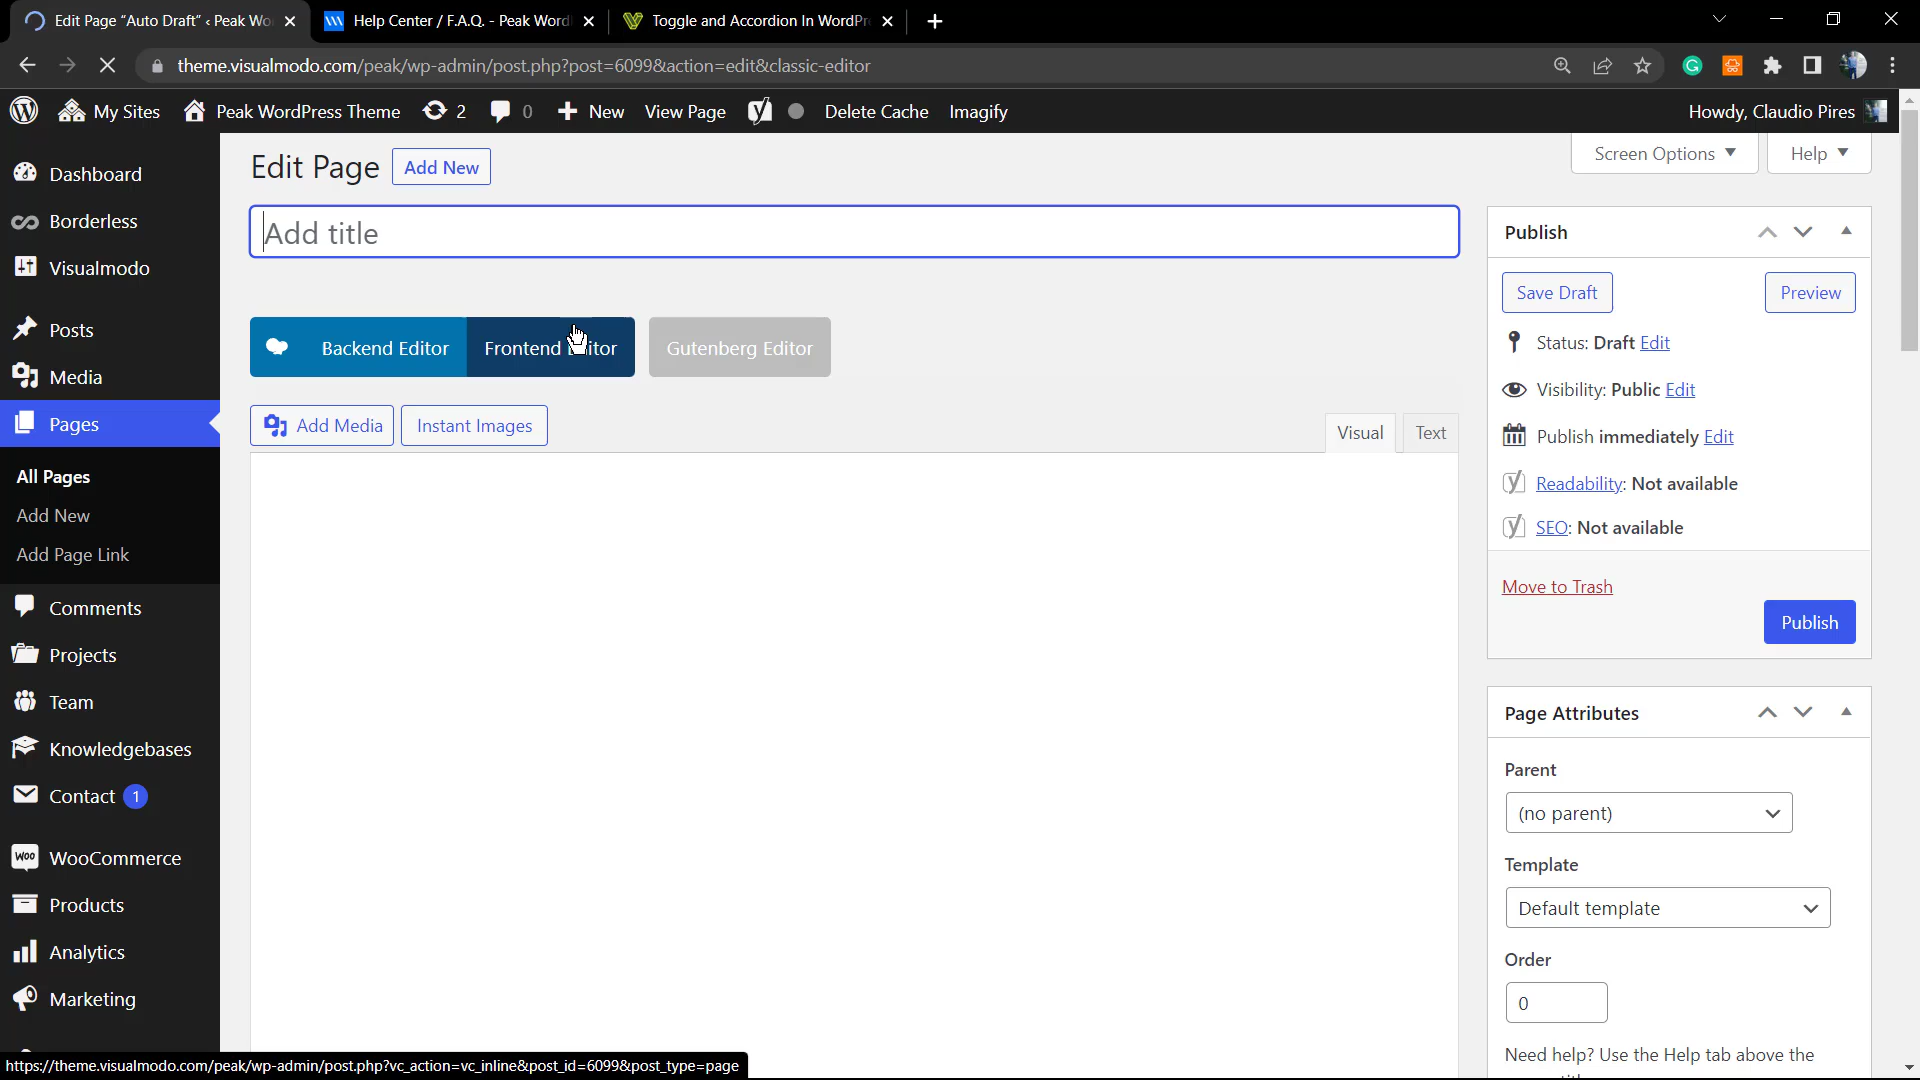 Edit Page “Auto Draft” ‹ Peak Wo
Help Center / F.A.Q. - Peak Word
Toggle and Accordion In WordPr
theme.visualmodo.com/peak/wp-admin/post.php?post=6099&action=edit&classic-editor
My Sites
Peak WordPress Theme
2
0
New
View Page
Delete Cache
Imagify
Howdy, Claudio Pires
Dashboard
Borderless
Visualmodo
Posts
Media
Pages
All Pages
Add New
Add Page Link
Comments
Projects
Team
Knowledgebases
Contact 1
WooCommerce
Products
Analytics
Marketing
Edit Page
Add New
Screen Options
Help
Add title
Backend Editor
Frontend Editor
Gutenberg Editor
Add Media
Instant Images
Visual
Text
Publish
Save Draft
Preview
Status: Draft Edit
Visibility: Public Edit
Publish immediately Edit
Readability: Not available
SEO: Not available
Move to Trash
Publish
Page Attributes
Parent
(no parent)
Template
Default template
Order
0
Need help? Use the Help tab above the
https://theme.visualmodo.com/peak/wp-admin/post.php?vc_action=vc_inline&post_id=6099&post_type=page